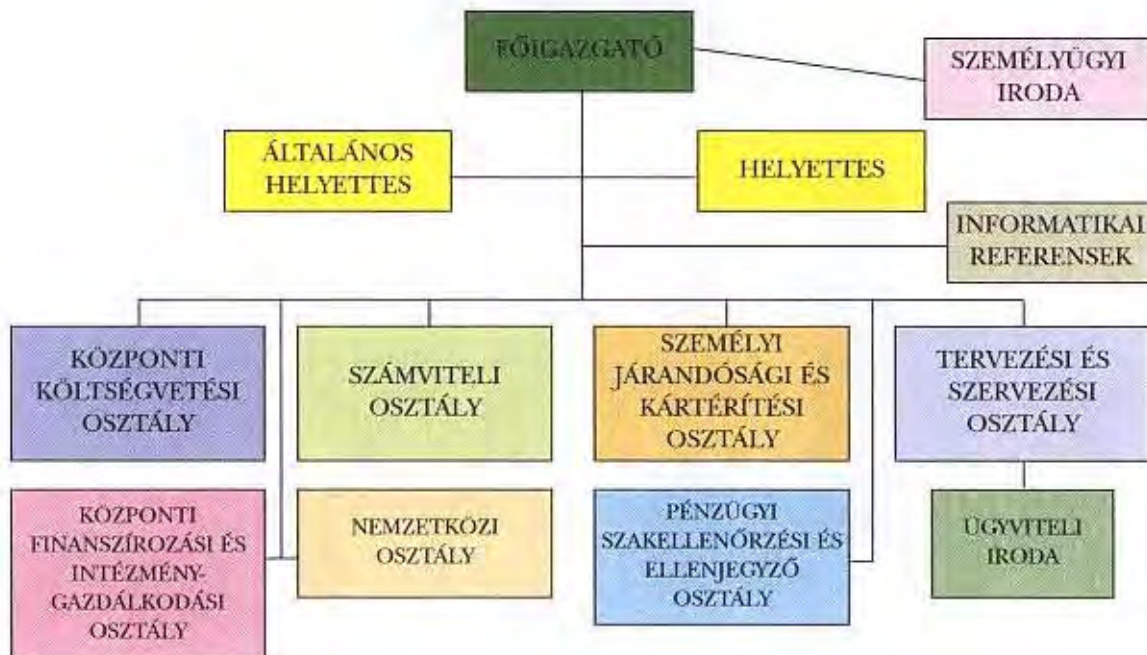 FŐIGAZGATÓ
SZEMÉLYÜGYI
IRODA
ÁLTALÁNOS
HELYETTES
HELYETTES
INFORMATIKAI
REFERENSEK
KÖZPONTI
KÖLTSÉGVETÉSI
OSZTÁLY
SZÁMVITELI
OSZTÁLY
SZEMÉLYI
JÁRANDÓSÁGI ÉS
KÁRTÉRÍTÉSI
OSZTÁLY
TERVEZÉSI ÉS
SZERVEZÉSI
OSZTÁLY
KÖZPONTI
FINANSZÍROZÁSI ÉS
INTÉZMÉNY-
GAZDÁLKODÁSI
OSZTÁLY
NEMZETKÖZI
OSZTÁLY
PÉNZÜGYI
SZAKELLENŐRZÉSI ÉS
ELLENJEGYZŐ
OSZTÁLY
ÜGYVITELI
IRODA